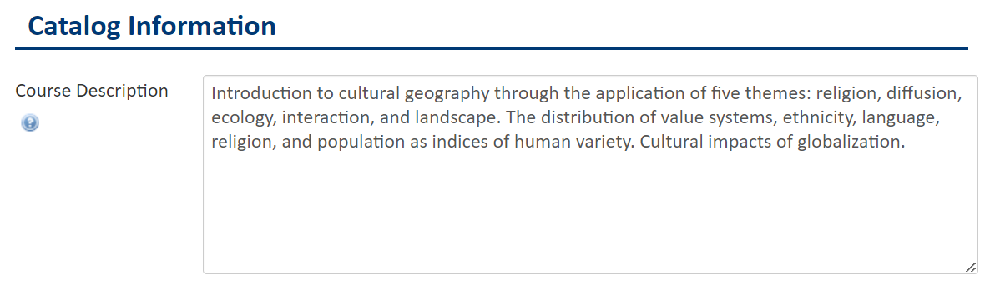 Catalog Information
Course Description
Introduction to cultural geography through the application of five themes: religion, diffusion,
ecology, interaction, and landscape. The distribution of value systems, ethnicity, language,
religion, and population as indices of human variety. Cultural impacts of globalization.
?